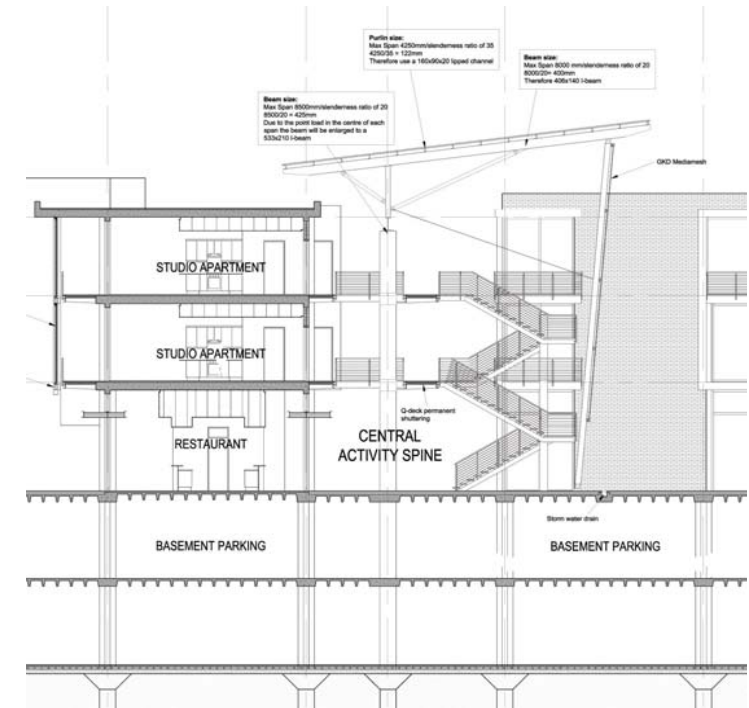 Purlin size:
Max Span 4250mm/slenderness ratio of 35
4250/35 = 122mm
Therefore use a 160x90x20 lipped channel
Beam size:
Max Span 8000 mm/slenderness ratio of 20
8000/20= 400mm
Therefore 406x140 I-beam
Beam size:
Max Span 8500mm/slenderness ratio of 20
8500/20 = 425mm
Due to the point load in the centre of each
span the beam will be enlarged to a
533x210 I-beam
GKD Mediamesh
STUDIO APARTMENT
STUDIO APARTMENT
Q-deck permanent
shuttering
RESTAURANT
CENTRAL
ACTIVITY SPINE
Storm water drain
BASEMENT PARKING
BASEMENT PARKING